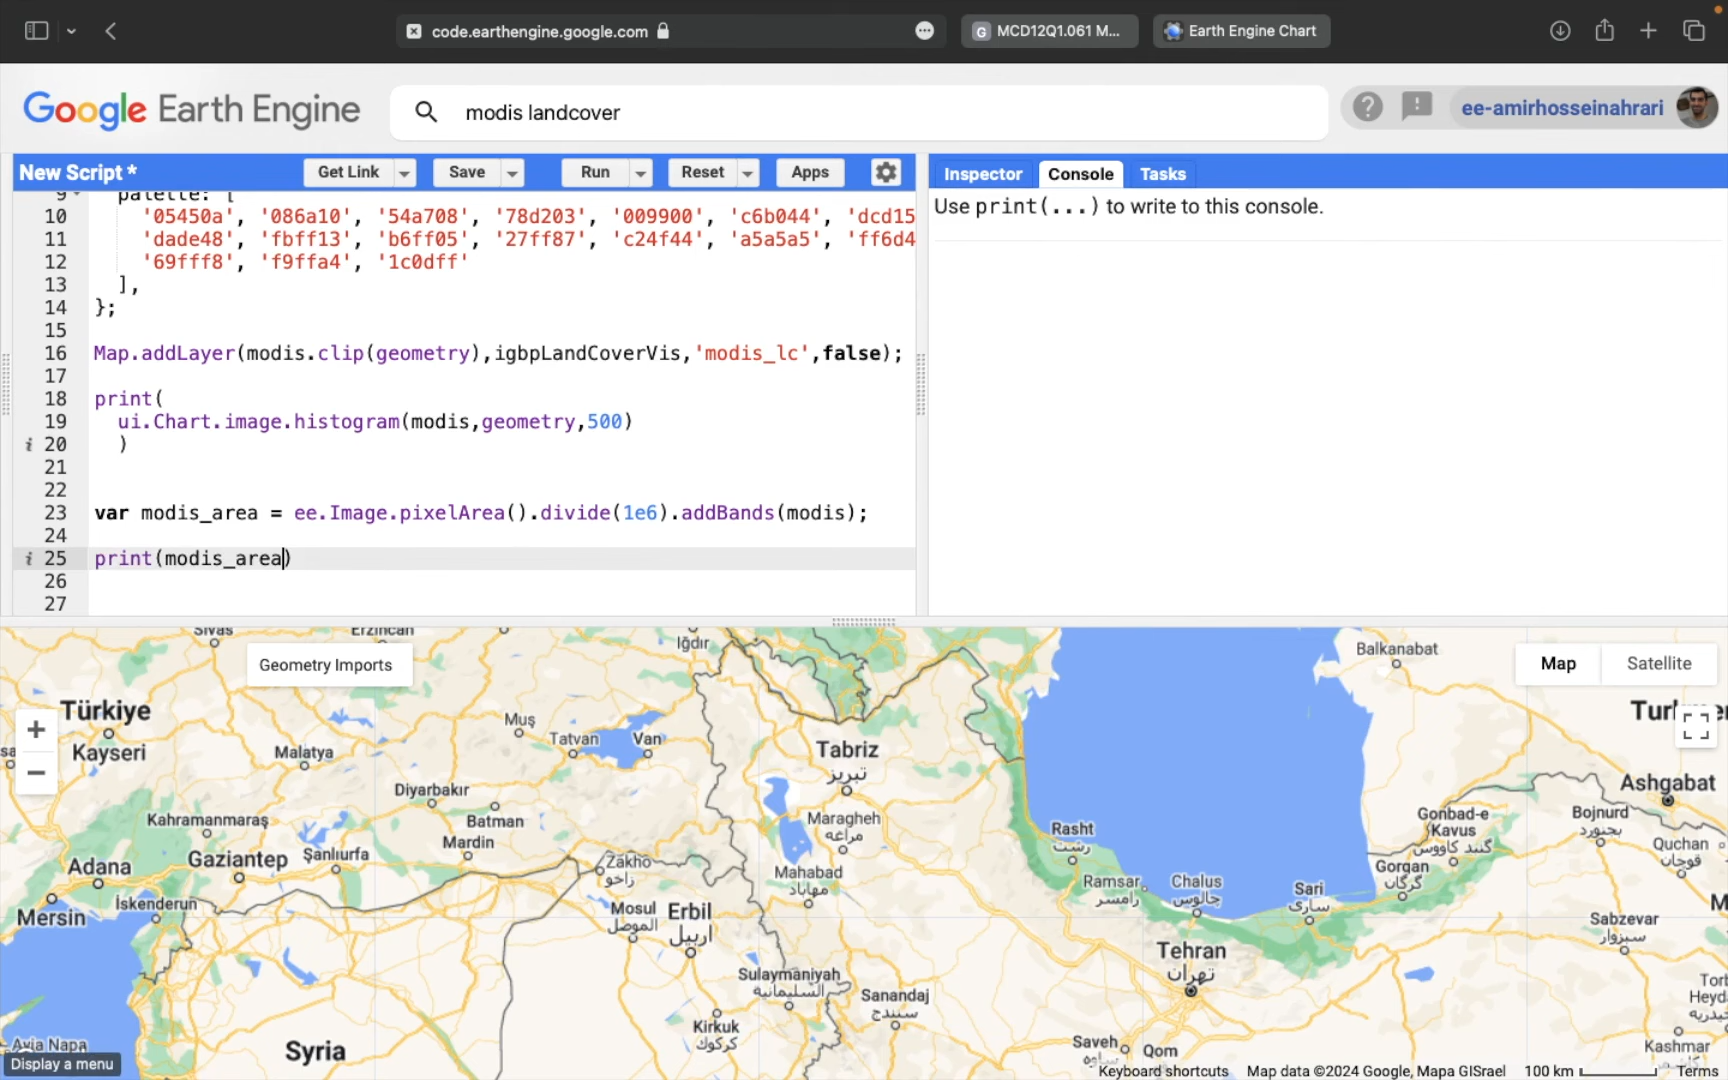 code.earthengine.google.com
MCD12Q1.061 M...
Earth Engine Chart
Google Earth Engine
modis landcover
ee-amirhosseinahrari
New Script *
Get Link
Save
Run
Reset
Apps
Inspector
Console
Tasks
Use print(...) to write to this console.
9 palette: [
10 '05450a', '086a10', '54a708', '78d203', '009900', 'c6b044', 'dcd15
11 'dade48', 'fbff13', 'b6ff05', '27ff87', 'c24f44', 'a5a5a5', 'ff6d4
12 '69fff8', 'f9ffa4', '1c0dff'
13 ],
14 };
15
16 Map.addLayer(modis.clip(geometry),igbpLandCoverVis,'modis_lc',false);
17
18 print(
19 ui.Chart.image.histogram(modis,geometry,500)
i 20 )
21
22
23 var modis_area = ee.Image.pixelArea().divide(1e6).addBands(modis);
24
i 25 print(modis_area)
26
27
Geometry Imports
Map
Satellite
+
−
Sivas
Erzincan
Iğdır
Balkanabat
Türkiye
Kayseri
Malatya
Muş
Tatvan
Van
Tabriz
تبریز
Ashgabat
Diyarbakır
Batman
Mardin
Kahramanmaraş
Gaziantep
Şanlıurfa
Adana
Mersin
İskenderun
Zakho
زاخو
Maragheh
مراغه
Mahabad
مهاباد
Rasht
رشت
Gonbad-e
Kavus
گنبد کاووس
Bojnurd
بجنورد
Quchan
قوچان
Gorgan
گرگان
Ramsar
رامسر
Chalus
چالوس
Sari
ساری
Mosul
الموصل
Erbil
أربيل
Sabzevar
سبزوار
Tehran
تهران
Sulaymaniyah
السليمانية
Sanandaj
سنندج
Kirkuk
كركوك
Syria
Saveh
ساوه
Qom
Kashmar
کاشمر
Ayia Napa
Display a menu
Keyboard shortcuts
Map data ©2024 Google, Mapa GISrael
100 km
Terms